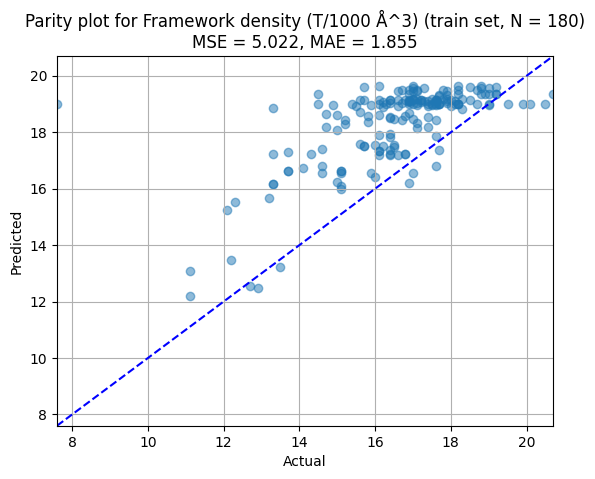 Parity plot for Framework density (T/1000 Å^3) (train set, N = 180)
MSE = 5.022, MAE = 1.855
20
18
16
14
12
10
8
Predicted
8 10 12 14 16 18 20
Actual